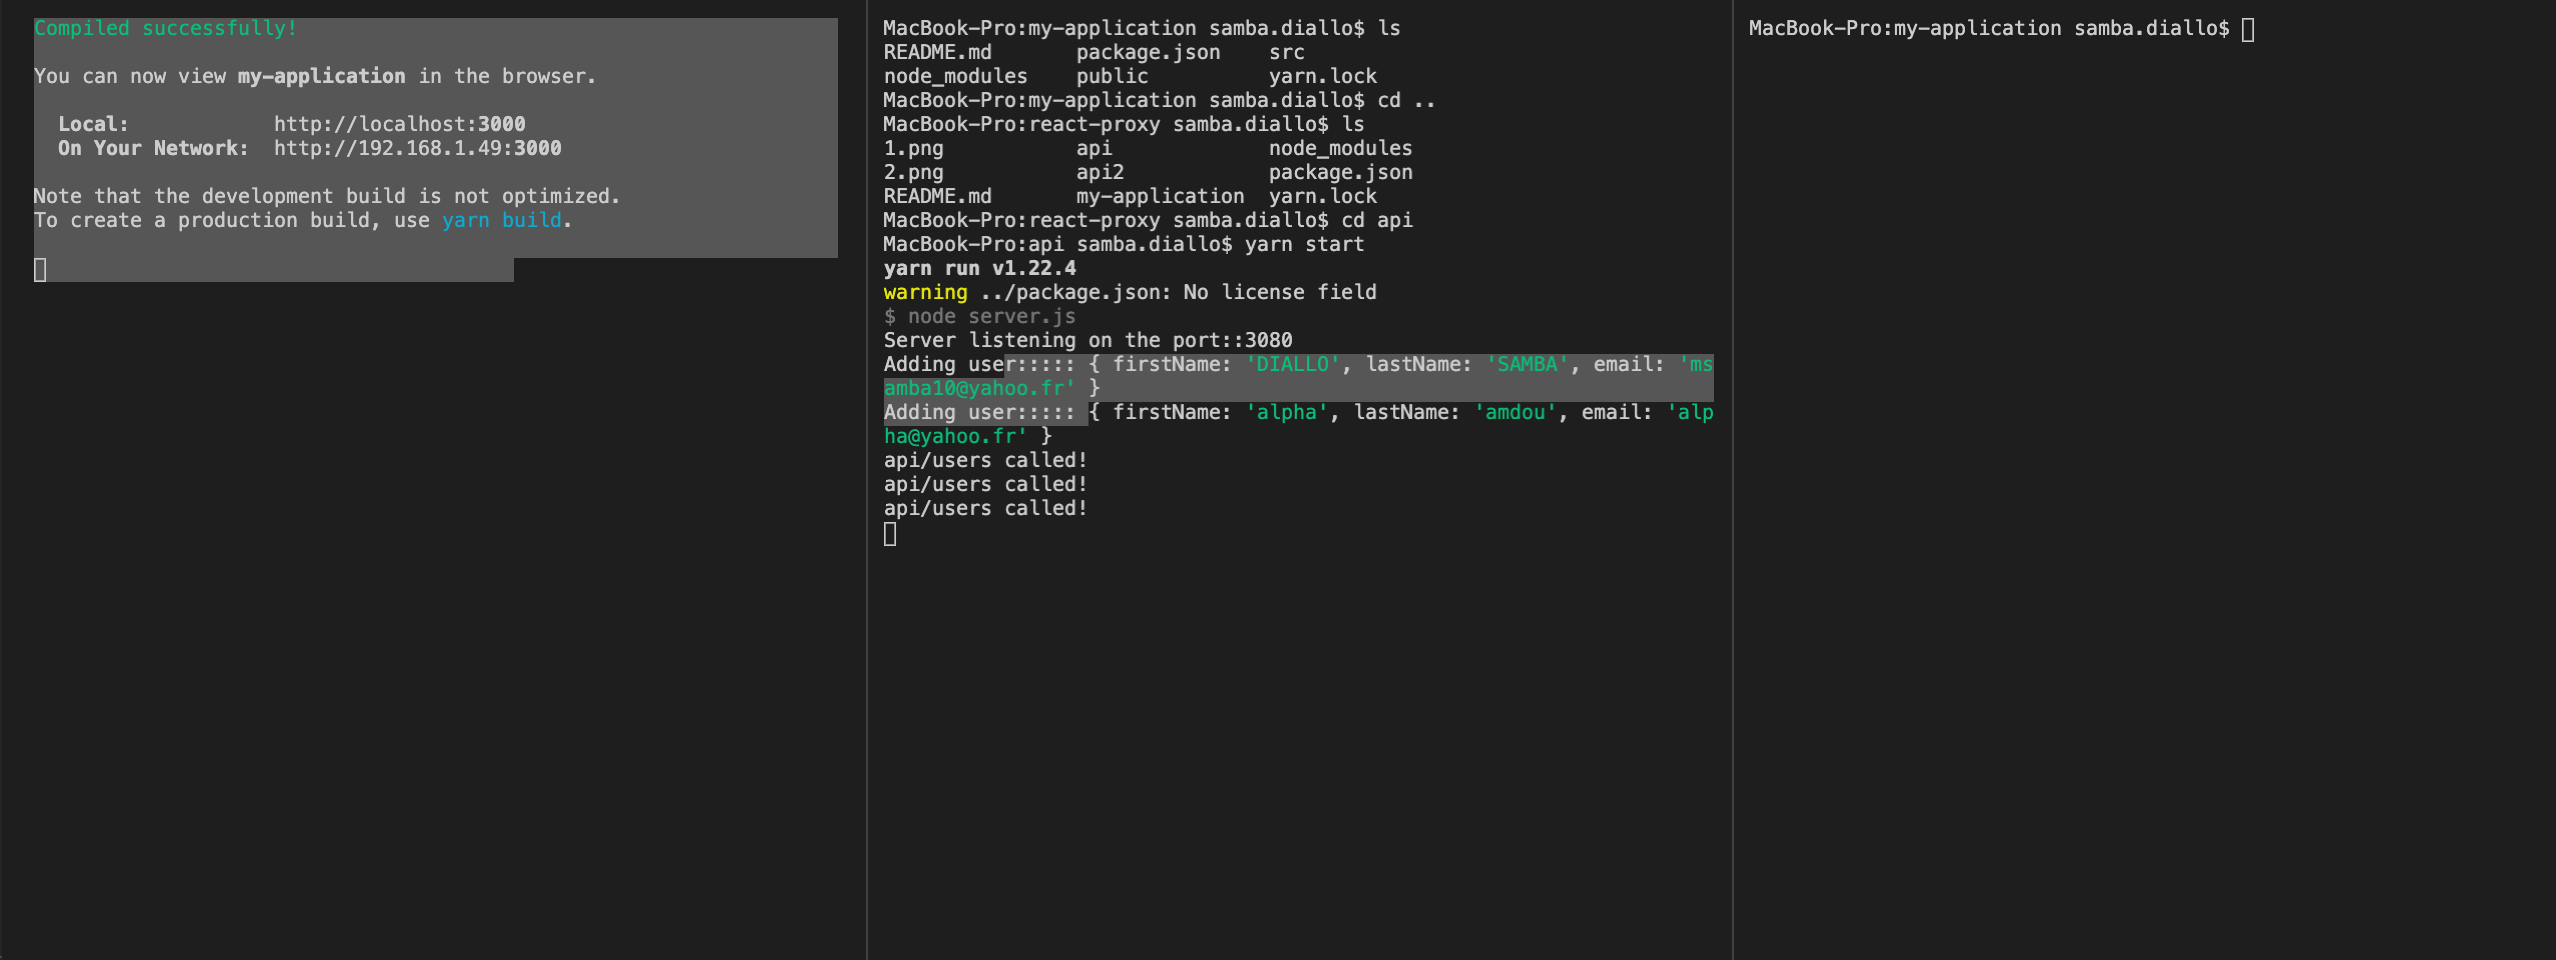 Compiled successfully!
You can now view my-application in the browser.
Local: http://localhost:3000
On Your Network: http://192.168.1.49:3000
Note that the development build is not optimized.
To create a production build, use yarn build.
MacBook-Pro:my-application samba.diallo$ ls
README.md package.json src
node_modules public yarn.lock
MacBook-Pro:my-application samba.diallo$ cd ..
MacBook-Pro:react-proxy samba.diallo$ ls
1.png api node_modules
2.png api2 package.json
README.md my-application yarn.lock
MacBook-Pro:react-proxy samba.diallo$ cd api
MacBook-Pro:api samba.diallo$ yarn start
yarn run v1.22.4
warning ../package.json: No license field
$ node server.js
Server listening on the port::3080
Adding user::::: { firstName: 'DIALLO', lastName: 'SAMBA', email: 'ms
amba10@yahoo.fr' }
Adding user::::: { firstName: 'alpha', lastName: 'amdou', email: 'alp
ha@yahoo.fr' }
api/users called!
api/users called!
api/users called!
MacBook-Pro:my-application samba.diallo$